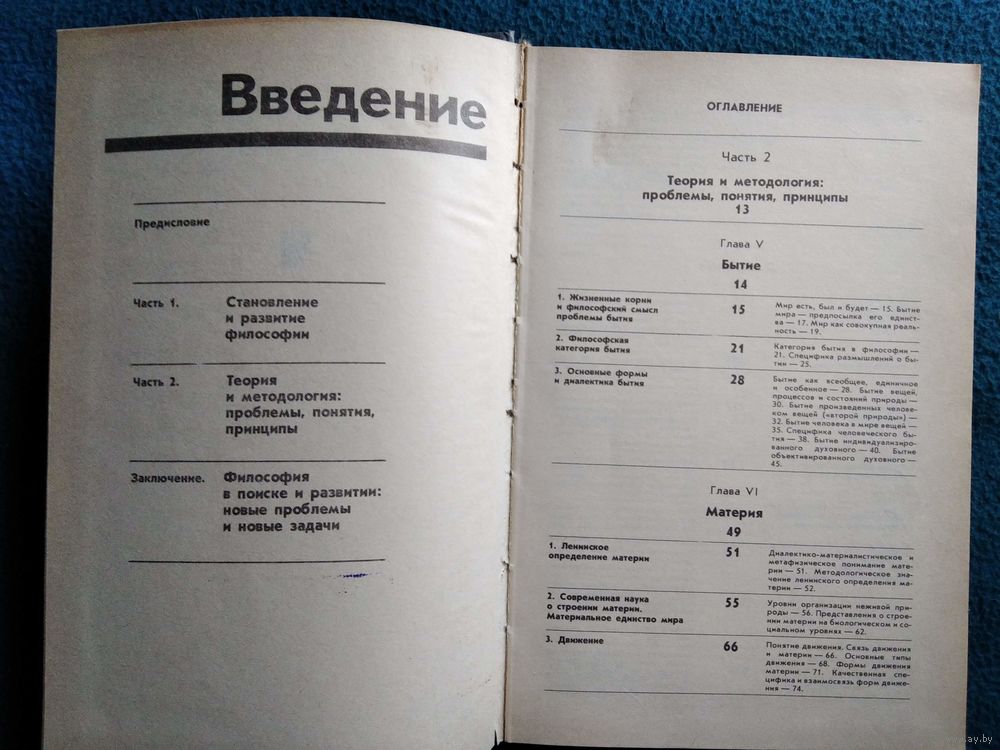 Введение
Предисловие
Часть 1.
Становление
и развитие
философии
Часть 2.
Теория
и методология:
проблемы, понятия,
принципы
Заключение.
Философия
в поиске и развитии:
новые проблемы
и новые задачи
ОГЛАВЛЕНИЕ
Часть 2
Теория и методология:
проблемы, понятия, принципы
13
Глава V
Бытие
14
1. Жизненные корни
и философский смысл
проблемы бытия
15
Мир есть, был и будет — 15. Бытие
мира — предпосылка его единст-
ва — 17. Мир как совокупная реаль-
ность — 19.
2. Философская
категория бытия
21
Категория бытия в философии —
21. Специфика размышлений о бы-
тии — 25.
3. Основные формы
и диалектика бытия
28
Бытие как всеобщее, единичное
и особенное — 28. Бытие вещей,
процессов и состояний природы —
30. Бытие произведенных челове-
ком вещей («второй природы») —
32. Бытие человека в мире вещей —
35. Специфика человеческого бы-
тия — 38. Бытие индивидуализиро-
ванного духовного — 40. Бытие
объективированного духовного —
45.
Глава VI
Материя
49
1. Ленинское
определение материи
51
Диалектико-материалистическое и
метафизическое понимание мате-
рии — 51. Методологическое зна-
чение ленинского определения ма-
терии — 52.
2. Современная наука
о строении материи.
Материальное единство мира
55
Уровни организации неживой при-
роды — 56. Представления о строе-
нии материи на биологическом и со-
циальном уровнях — 62.
3. Движение
66
Понятие движения. Связь движения
и материи — 66. Основные типы
движения — 68. Формы движения
материи — 71. Качественная спе-
цифика и взаимосвязь форм движе-
ния — 74.
www.ay.by